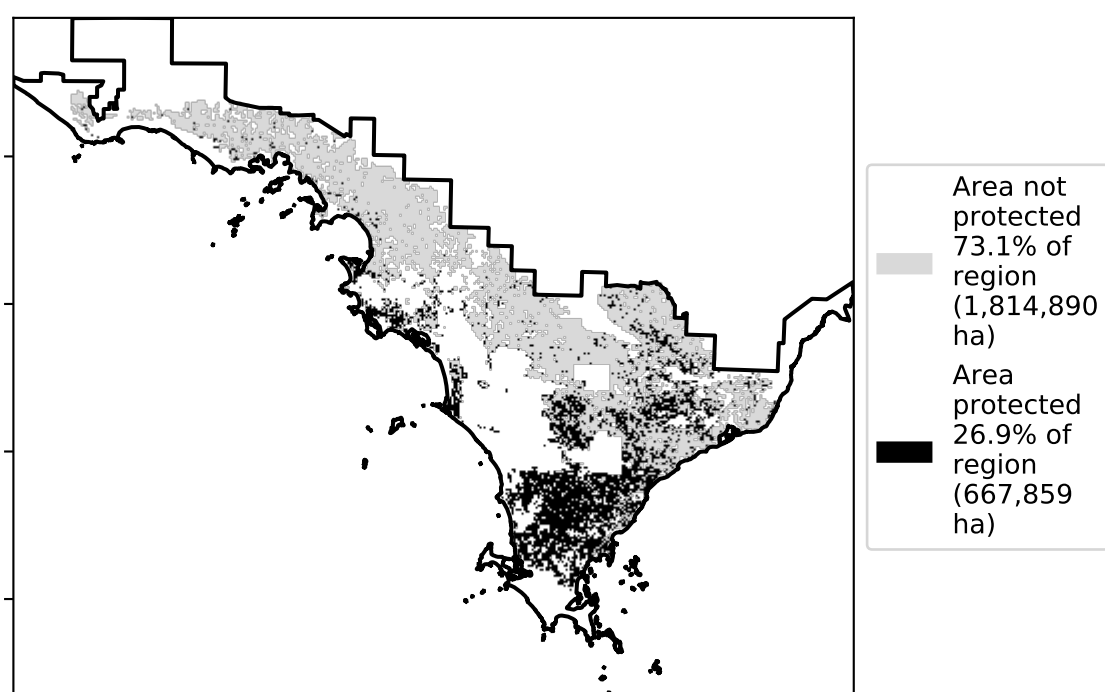 Area not
protected
73.1% of
region
(1,814,890
ha)
Area
protected
26.9% of
region
(667,859
ha)